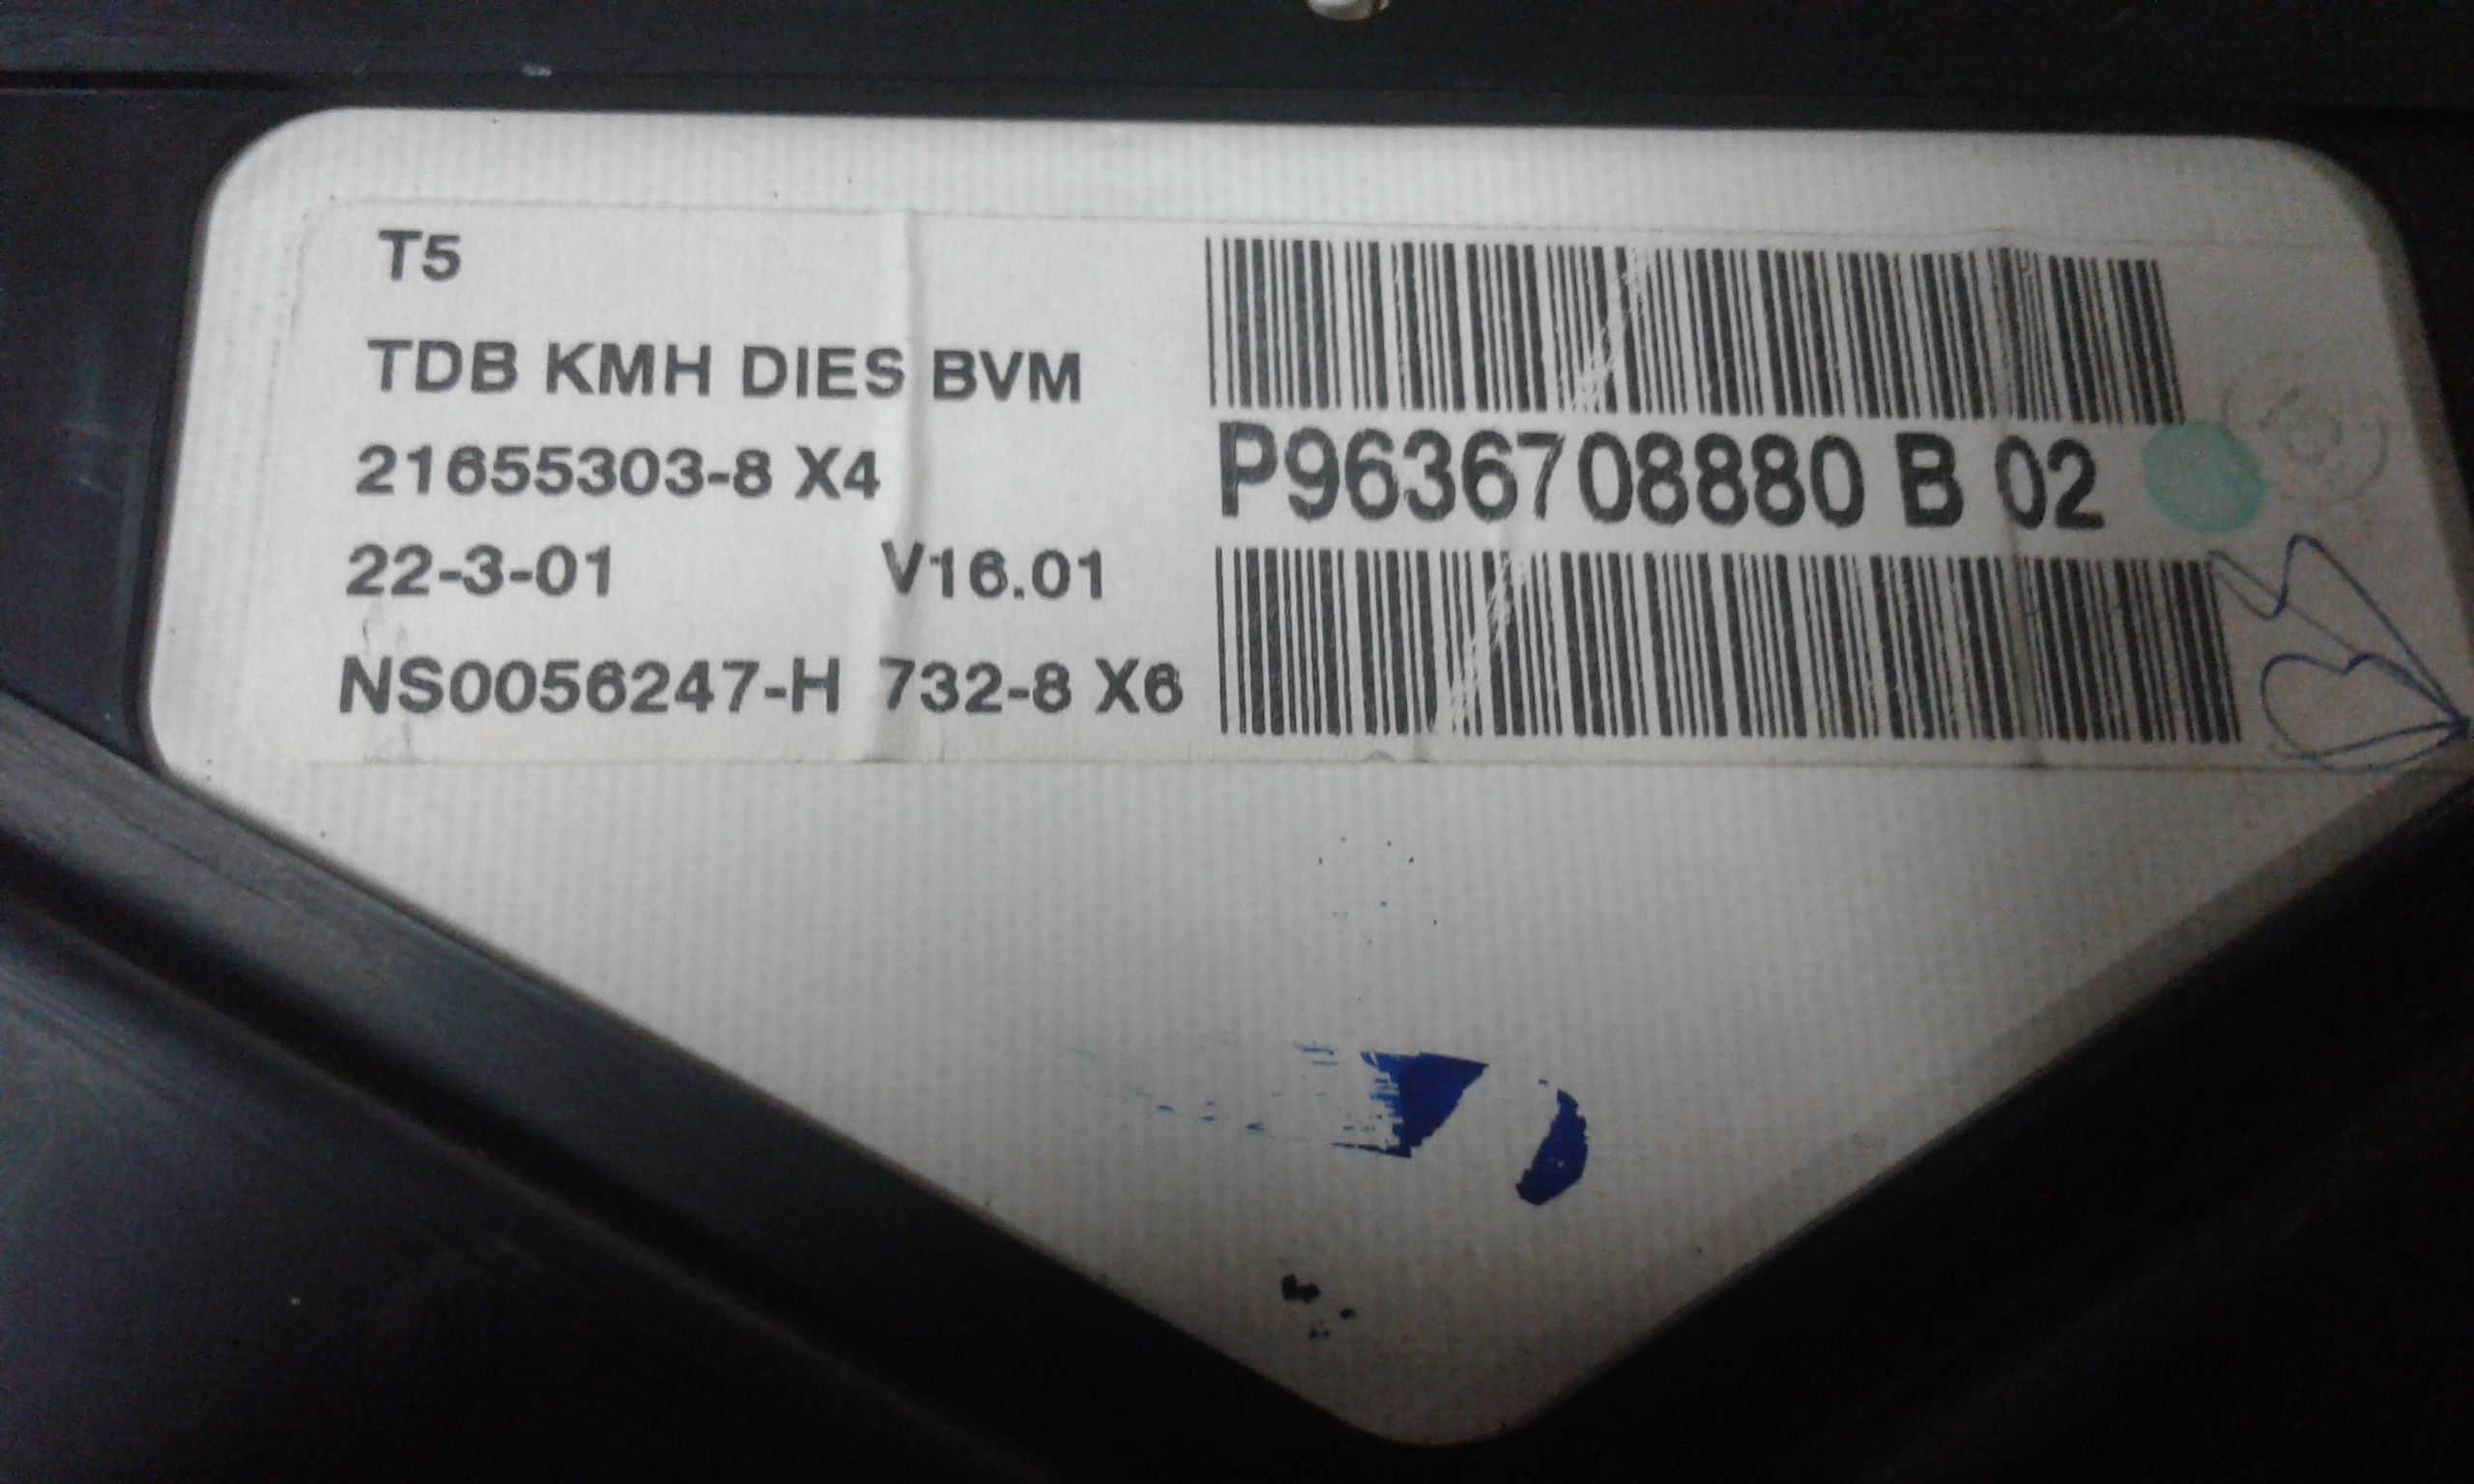 T5
TDB KMH DIES BVM
21655303-8 X4
22-3-01 V16.01
NS0056247-H 732-8 X6
P9636708880 B 02